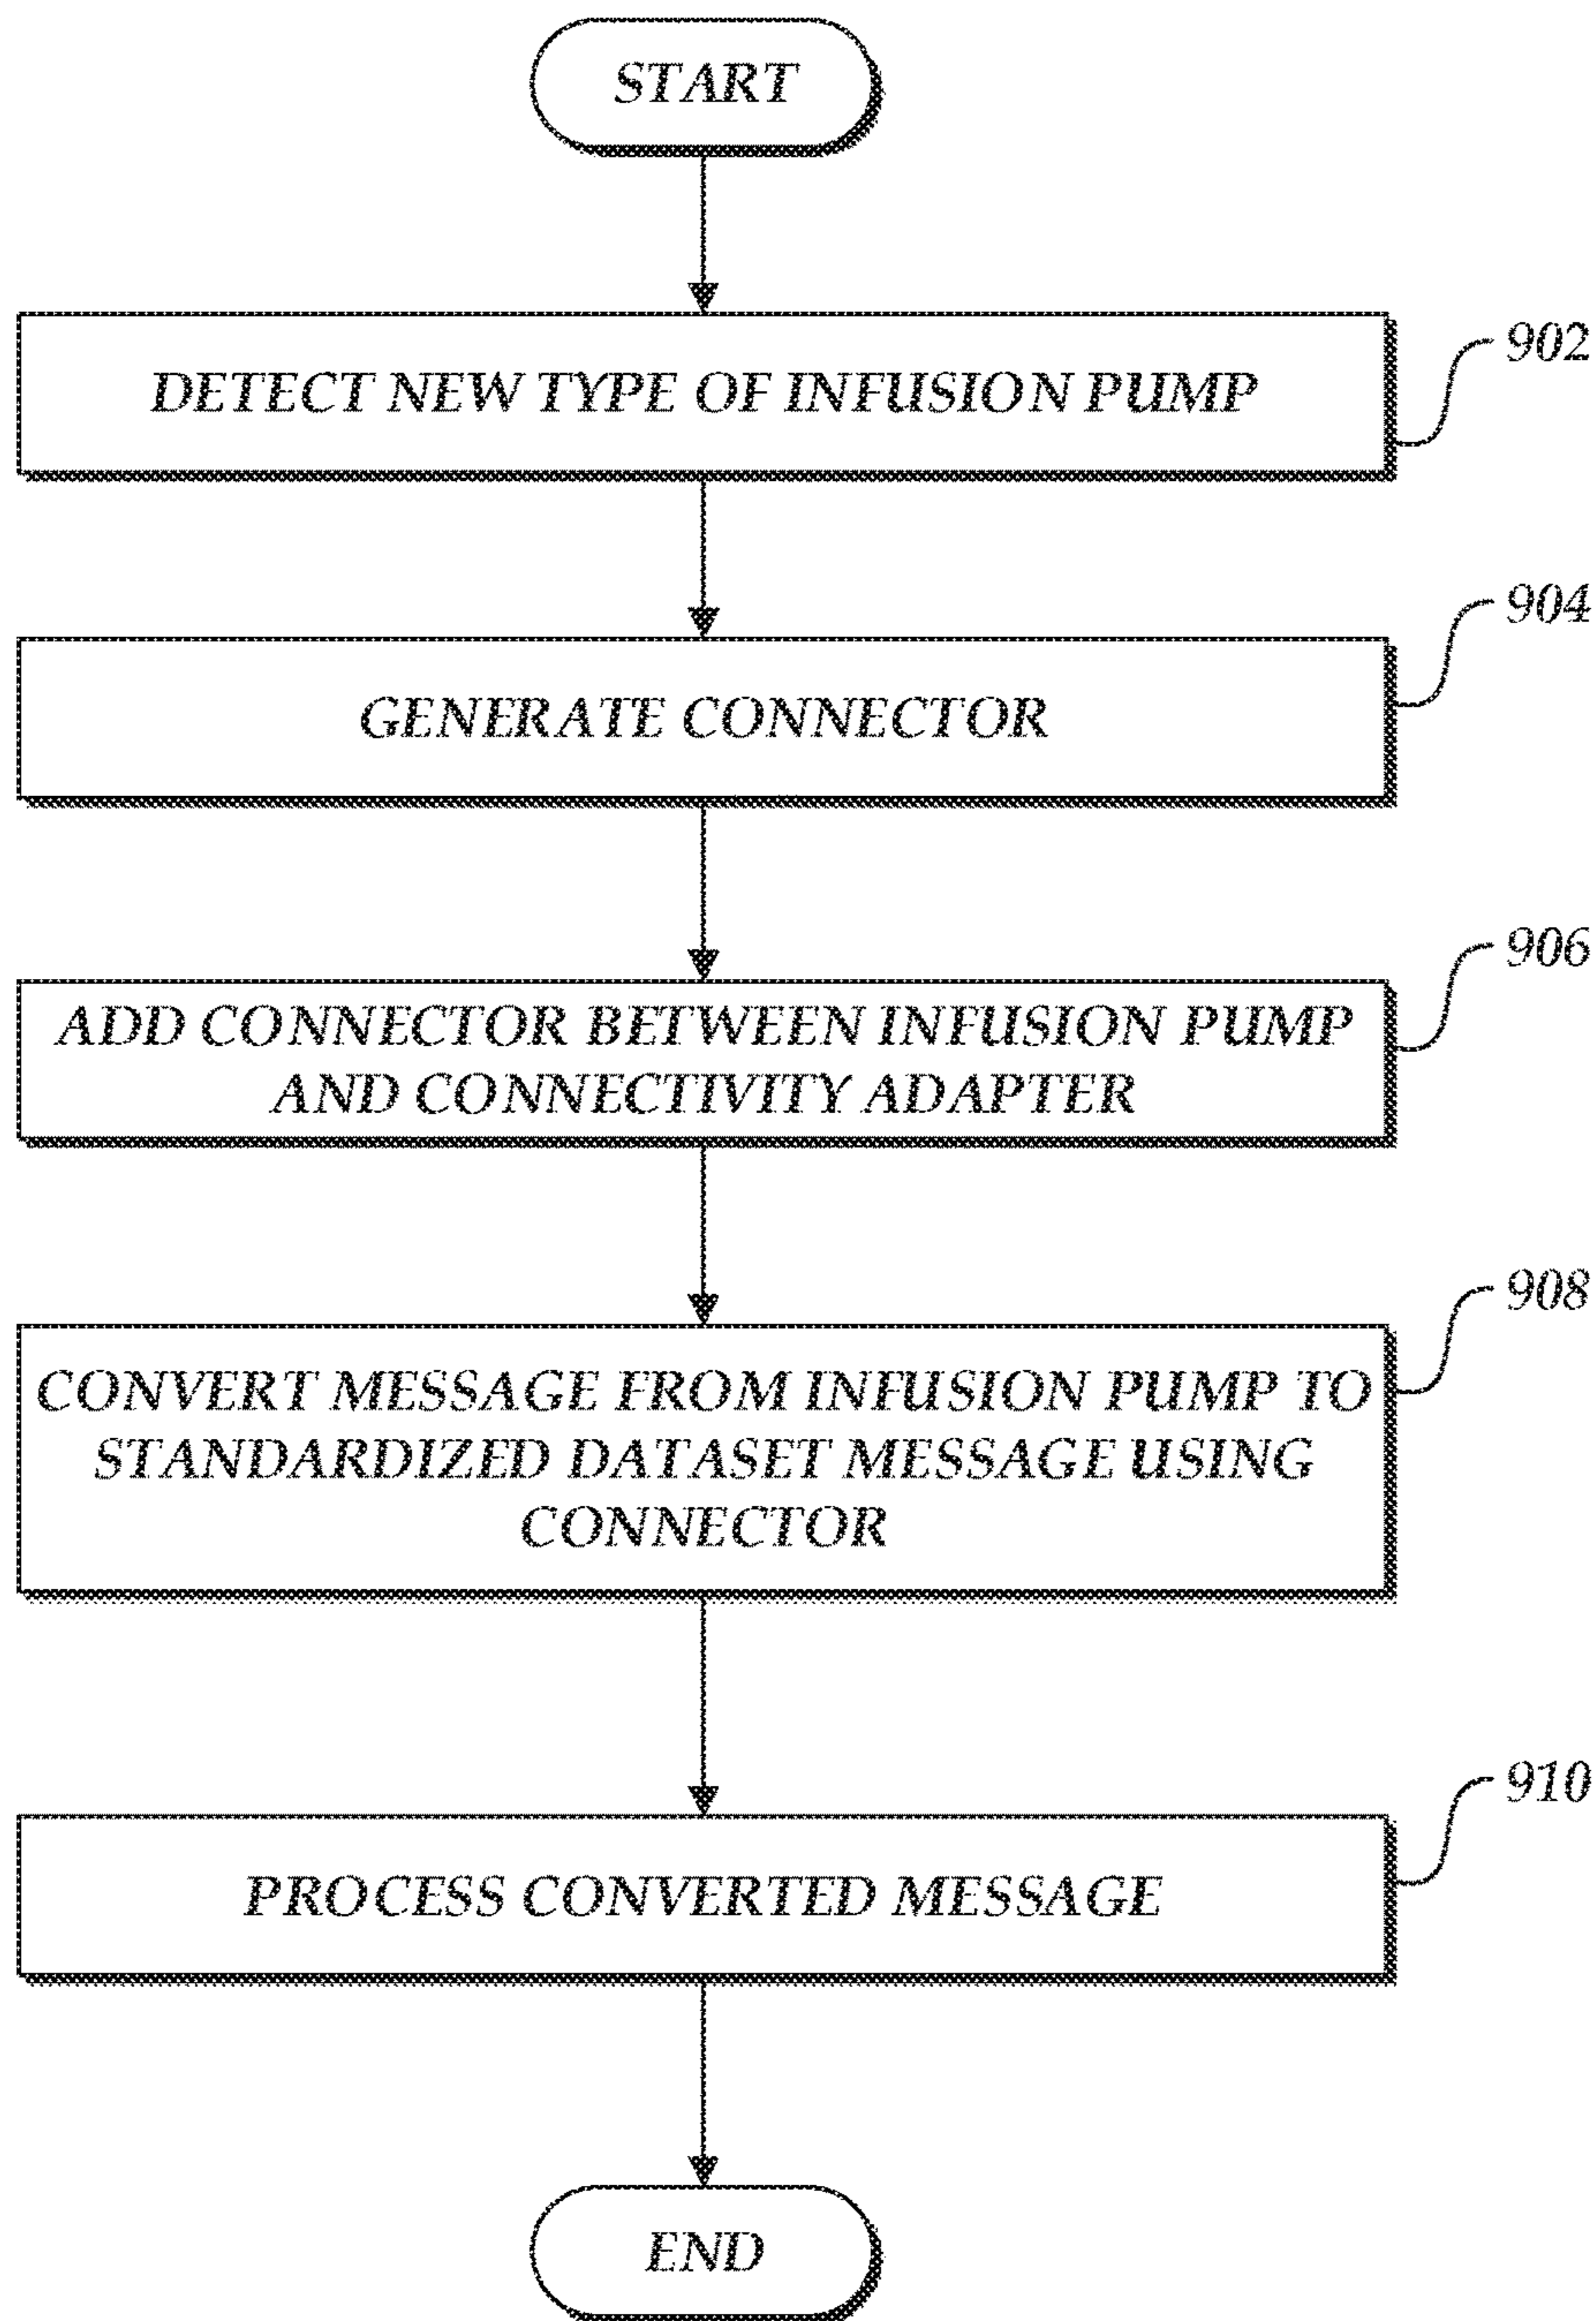 START
DETECT NEW TYPE OF INFUSION PUMP
902
GENERATE CONNECTOR
904
ADD CONNECTOR BETWEEN INFUSION PUMP
AND CONNECTIVITY ADAPTER
906
CONVERT MESSAGE FROM INFUSION PUMP TO
STANDARDIZED DATASET MESSAGE USING
CONNECTOR
908
PROCESS CONVERTED MESSAGE
910
END